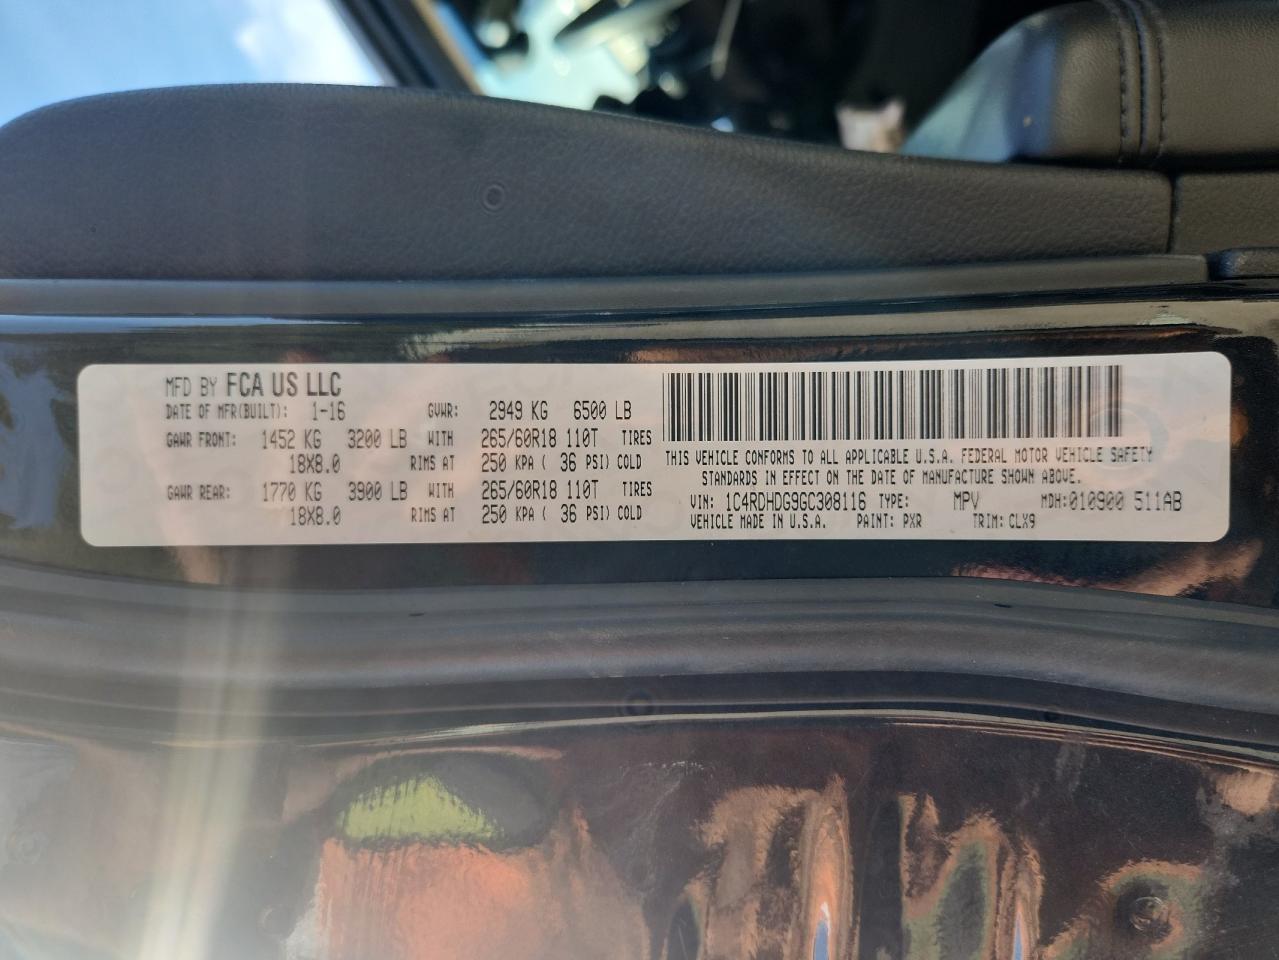 MFD BY FCA US LLC
DATE OF MFR(BUILT): 1-16 GVWR: 2949 KG 6500 LB
GAWR FRONT: 1452 KG 3200 LB WITH 265/60R18 110T TIRES
18X8.0 RIMS AT 250 KPA ( 36 PSI) COLD
GAWR REAR: 1770 KG 3900 LB WITH 265/60R18 110T TIRES
18X8.0 RIMS AT 250 KPA ( 36 PSI) COLD
THIS VEHICLE CONFORMS TO ALL APPLICABLE U.S.A. FEDERAL MOTOR VEHICLE SAFETY
STANDARDS IN EFFECT ON THE DATE OF MANUFACTURE SHOWN ABOVE.
VIN: 1C4RDHDG9GC308116 TYPE: MPV MDH:010900 511AB
VEHICLE MADE IN U.S.A. PAINT: PXR TRIM: CLX9